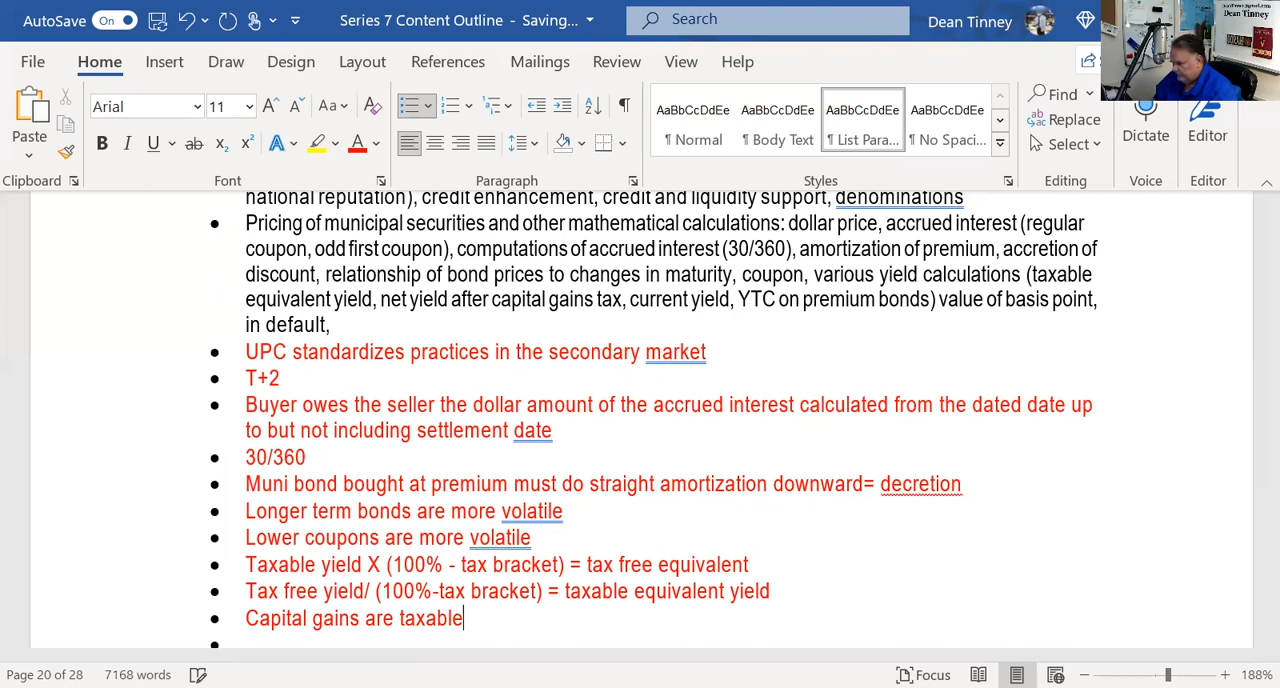 AutoSave On Series 7 Content Outline - Saving... Search Dean Tinney
Dean Tinney
File Home Insert Draw Design Layout References Mailings Review View Help
Paste Arial 11 Aa AaBbCcDdEe AaBbCcDdEe AaBbCcDdEe AaBbCcDdEe Find Replace Select Dictate Editor
¶ Normal ¶ Body Text ¶ List Para... ¶ No Spaci...
Clipboard Font Paragraph Styles Editing Voice Editor
national reputation), credit enhancement, credit and liquidity support, denominations
• Pricing of municipal securities and other mathematical calculations: dollar price, accrued interest (regular
coupon, odd first coupon), computations of accrued interest (30/360), amortization of premium, accretion of
discount, relationship of bond prices to changes in maturity, coupon, various yield calculations (taxable
equivalent yield, net yield after capital gains tax, current yield, YTC on premium bonds) value of basis point,
in default,
• UPC standardizes practices in the secondary market
• T+2
• Buyer owes the seller the dollar amount of the accrued interest calculated from the dated date up
to but not including settlement date
• 30/360
• Muni bond bought at premium must do straight amortization downward= decretion
• Longer term bonds are more volatile
• Lower coupons are more volatile
• Taxable yield X (100% - tax bracket) = tax free equivalent
• Tax free yield/ (100%-tax bracket) = taxable equivalent yield
• Capital gains are taxable
Page 20 of 28 7168 words Focus 188%